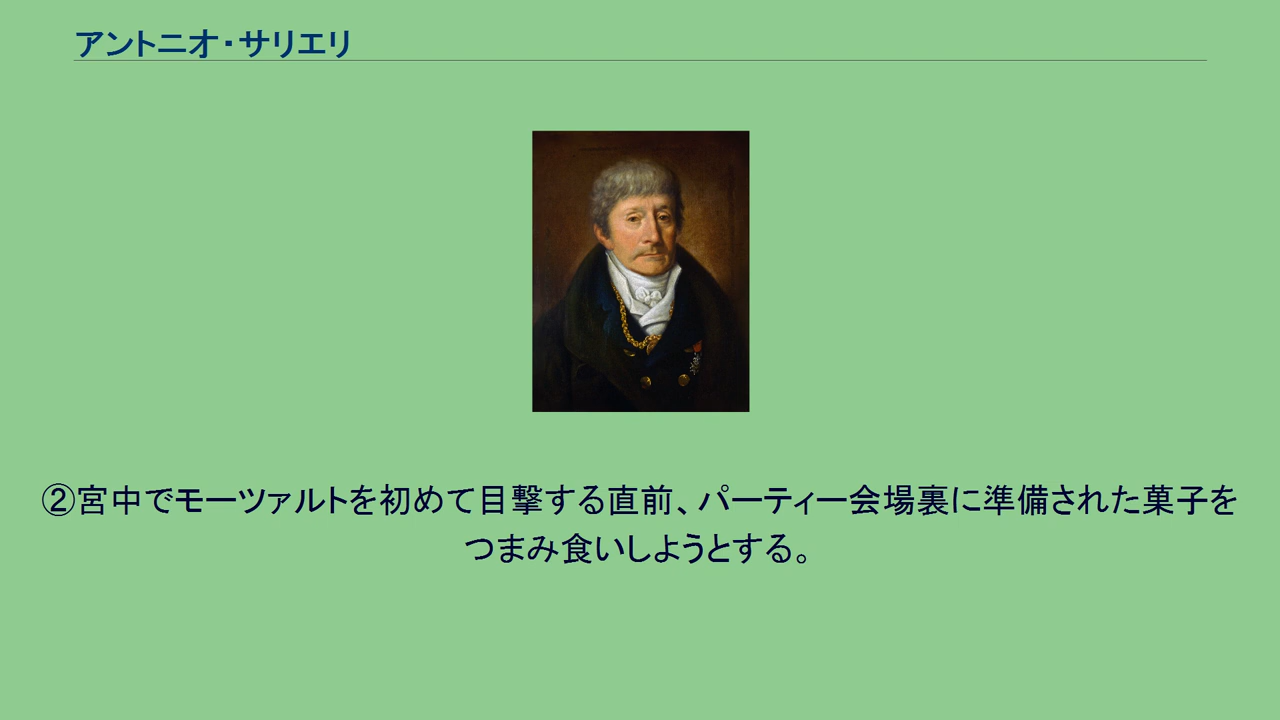 アントニオ・サリエリ
②宮中でモーツァルトを初めて目撃する直前、パーティー会場裏に準備された菓子を
つまみ食いしようとする。